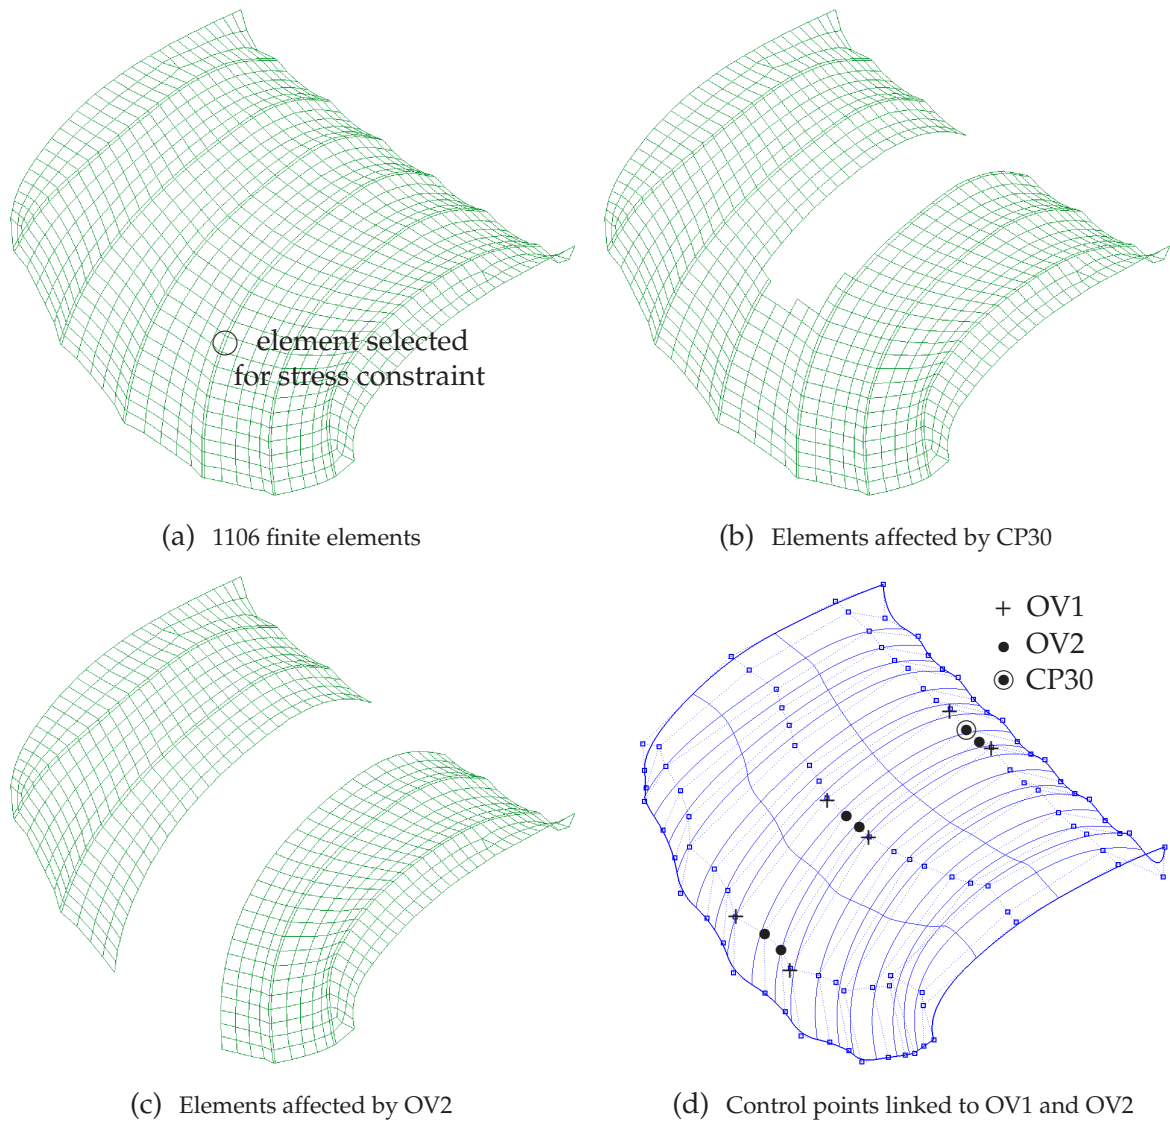 element selected
for stress constraint
(a) 1106 finite elements
(b) Elements affected by CP30
OV1
OV2
CP30
(c) Elements affected by OV2
(d) Control points linked to OV1 and OV2